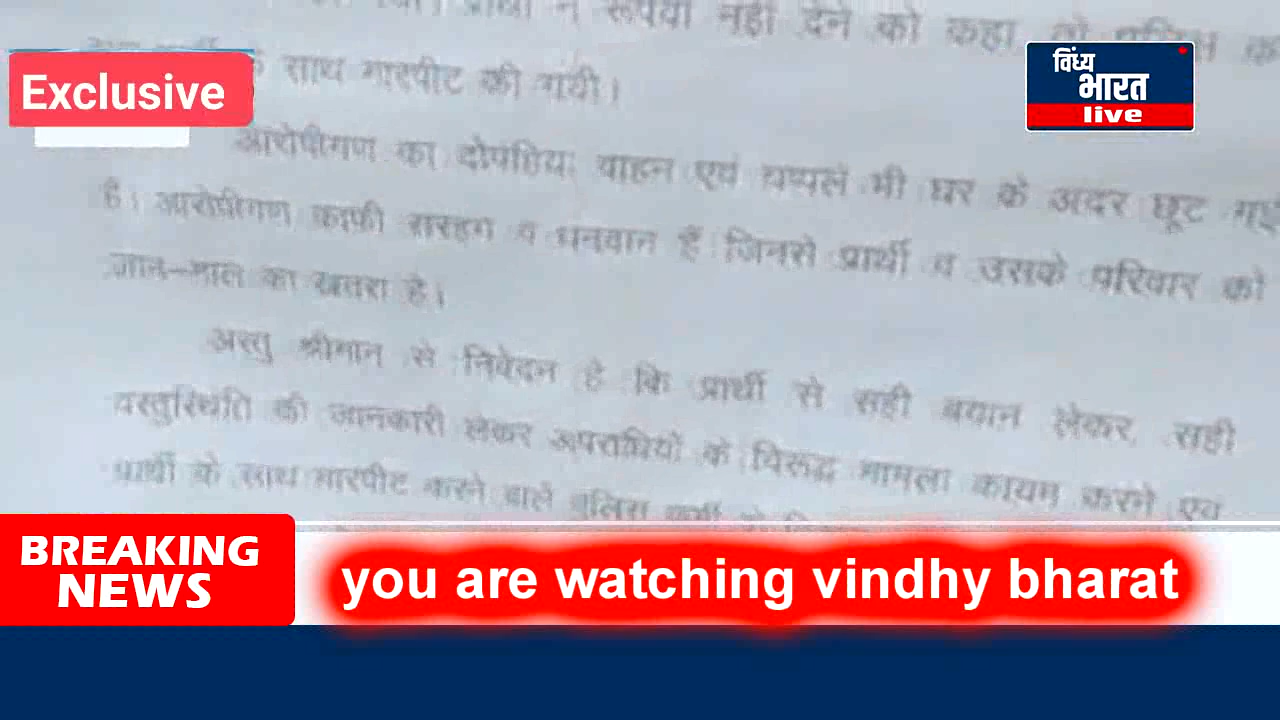 प्रार्थी ने रूपया नहीं देने को कहा तो पुलिस
Exclusive
के साथ मारपीट की गयी।
विंध्य
भारत
live
आरोपीगण का दोपहिया वाहन एवं चप्पलें भी घर के अंदर छूट गई
है। आरोपीगण काफी सरहंग व धनवान हैं जिनसे प्रार्थी व उसके परिवार को
जान-माल का खतरा है।
अस्तु श्रीमान से निवेदन है कि प्रार्थी से सही बयान लेकर, सही
वस्तुस्थिति की जानकारी लेकर अपराधियों के विरूद्ध मामला कायम करने एवं
प्रार्थी के साथ मारपीट करने वाले पुलिस
BREAKING
NEWS
you are watching vindhy bharat